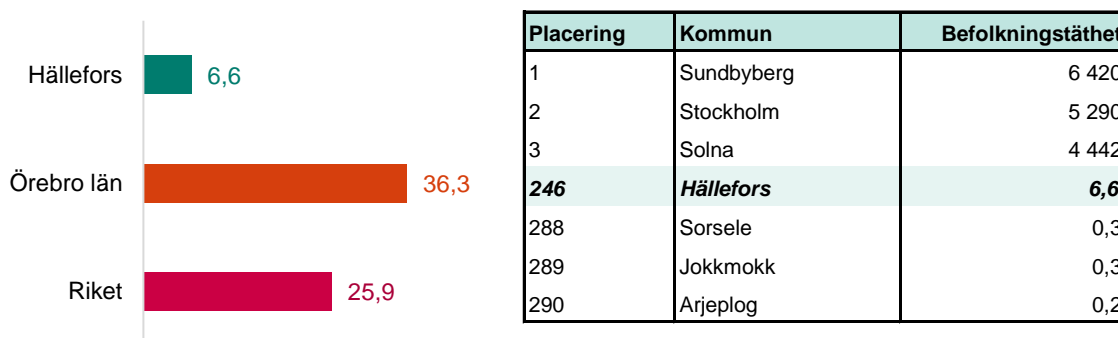 Hällefors 6,6
Örebro län 36,3
Riket 25,9
Placering Kommun Befolkningstäthet
1 Sundbyberg 6 420
2 Stockholm 5 290
3 Solna 4 442
246 Hällefors 6,6
288 Sorsele 0,3
289 Jokkmokk 0,3
290 Arjeplog 0,2